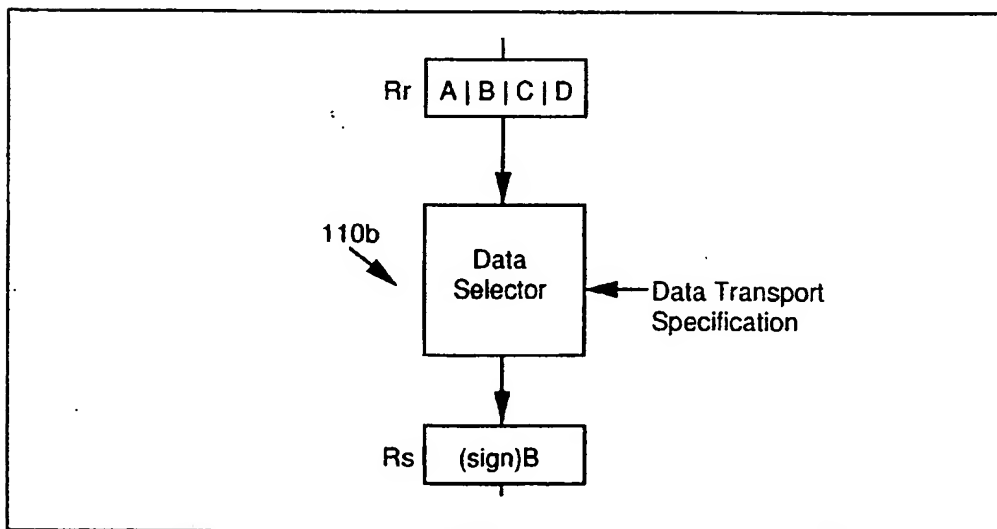 Rr A | B | C | D
110b
Data
Selector
Data Transport
Specification
Rs (sign)B